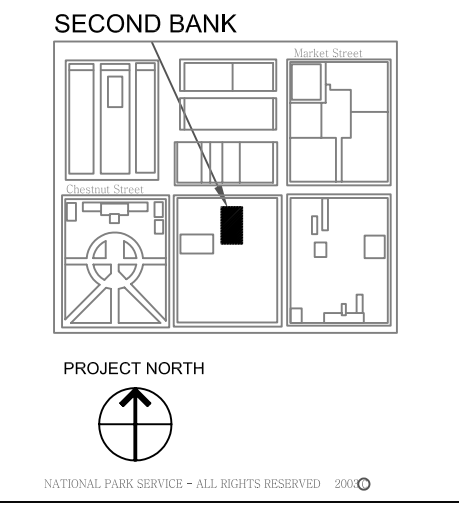 SECOND BANK
Market Street
Chestnut Street
PROJECT NORTH
NATIONAL PARK SERVICE - ALL RIGHTS RESERVED 2003 ©